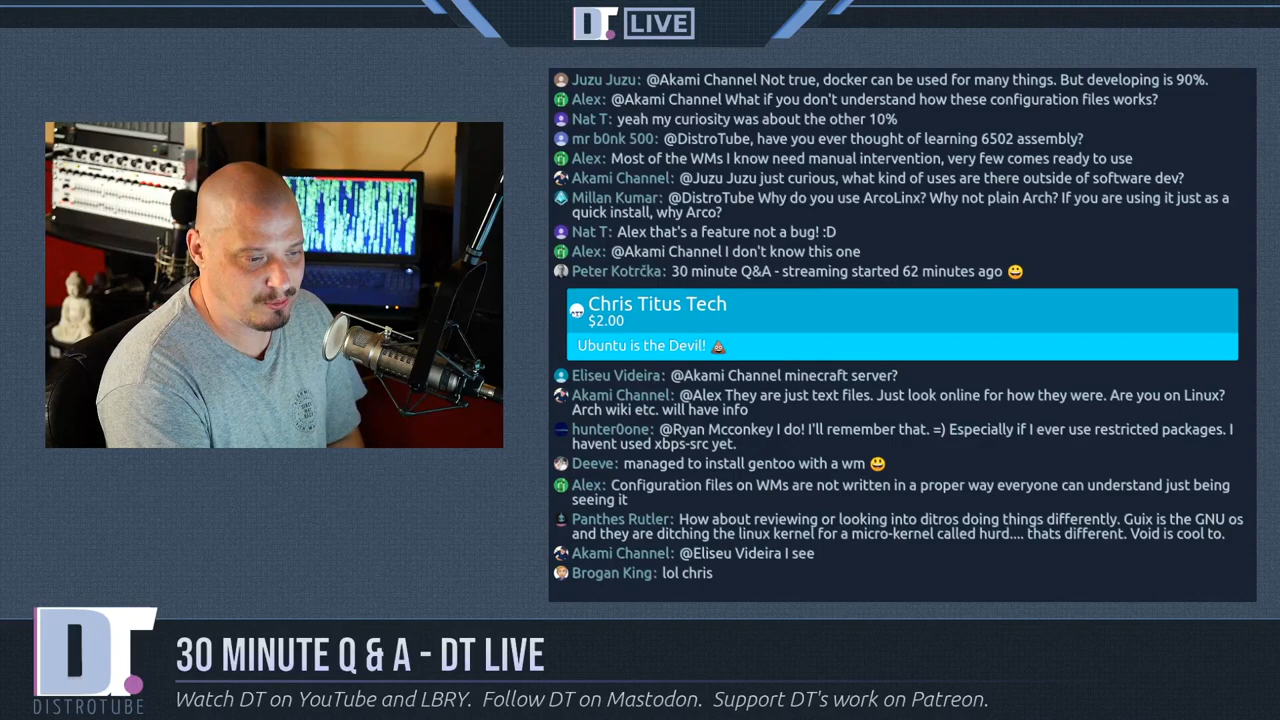 DT. LIVE
Juzu Juzu: @Akami Channel Not true, docker can be used for many things. But developing is 90%.
Alex: @Akami Channel What if you don't understand how these configuration files works?
Nat T: yeah my curiosity was about the other 10%
mr b0nk 500: @DistroTube, have you ever thought of learning 6502 assembly?
Alex: Most of the WMs I know need manual intervention, very few comes ready to use
Akami Channel: @Juzu Juzu just curious, what kind of uses are there outside of software dev?
Millan Kumar: @DistroTube Why do you use ArcoLinx? Why not plain Arch? If you are using it just as a
quick install, why Arco?
Nat T: Alex that's a feature not a bug! :D
Alex: @Akami Channel I don't know this one
Peter Kotrčka: 30 minute Q&A - streaming started 62 minutes ago 😀
Chris Titus Tech
$2.00
Ubuntu is the Devil! 💩
Eliseu Videira: @Akami Channel minecraft server?
Akami Channel: @Alex They are just text files. Just look online for how they were. Are you on Linux?
Arch wiki etc. will have info
hunter0one: @Ryan Mcconkey I do! I'll remember that. =) Especially if I ever use restricted packages. I
havent used xbps-src yet.
Deeve: managed to install gentoo with a wm 😃
Alex: Configuration files on WMs are not written in a proper way everyone can understand just being
seeing it
Panthes Rutler: How about reviewing or looking into ditros doing things differently. Guix is the GNU os
and they are ditching the linux kernel for a micro-kernel called hurd.... thats different. Void is cool to.
Akami Channel: @Eliseu Videira I see
Brogan King: lol chris
DT.
DISTROTUBE
30 MINUTE Q & A - DT LIVE
Watch DT on YouTube and LBRY. Follow DT on Mastodon. Support DT's work on Patreon.